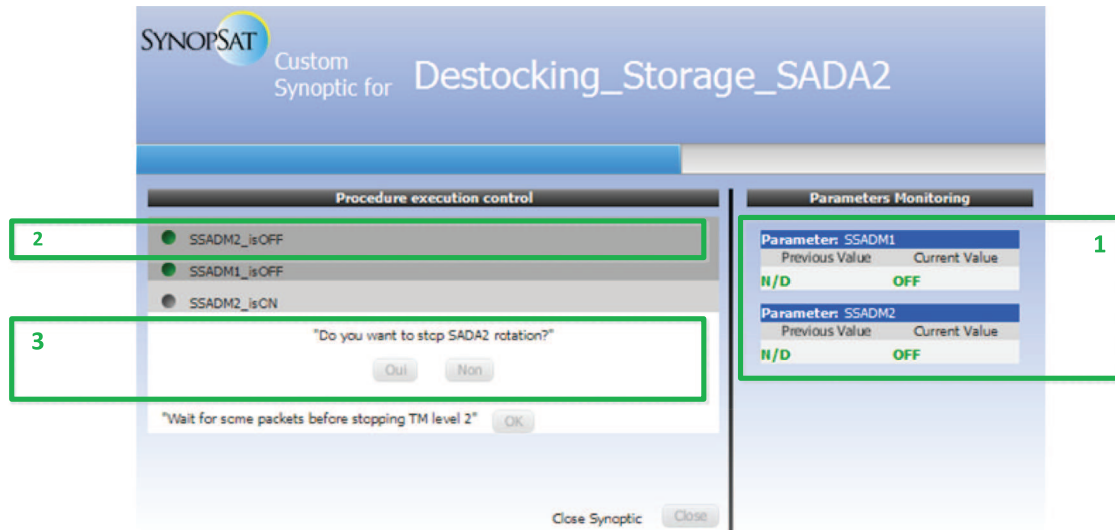 SYNOPSAT
Custom
Synoptic for Destocking_Storage_SADA2
Procedure execution control
2
SSADM2_isOFF
SSADM1_isOFF
SSADM2_isON
3
"Do you want to stop SADA2 rotation?"
Oui Non
"Wait for some packets before stopping TM level 2" OK
Close Synoptic Close
Parameters Monitoring
1
Parameter: SSADM1
Previous Value Current Value
N/D OFF
Parameter: SSADM2
Previous Value Current Value
N/D OFF